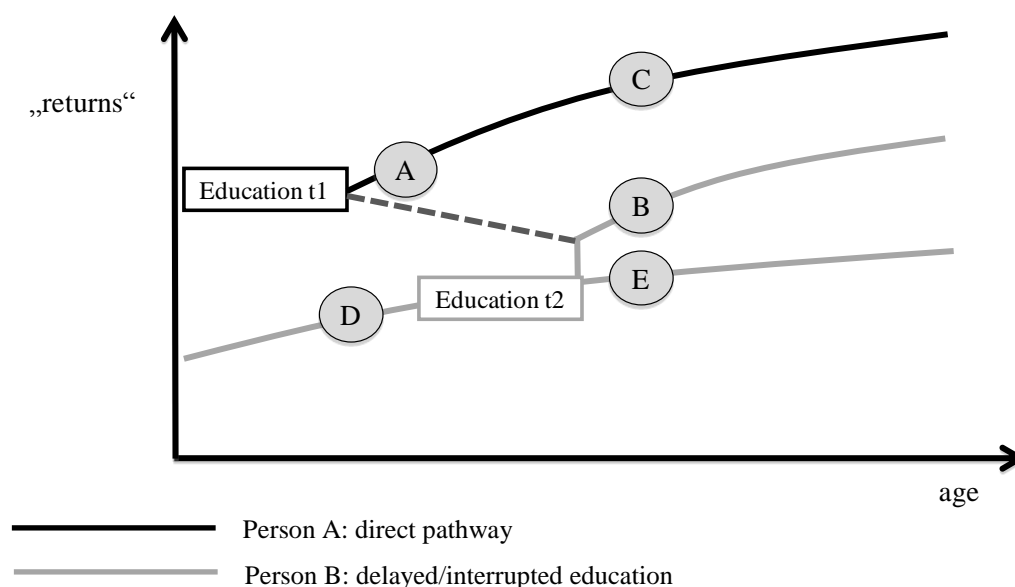 C
„returns“
A
Education t1
B
E
Education t2
D
age
Person A: direct pathway
Person B: delayed/interrupted education